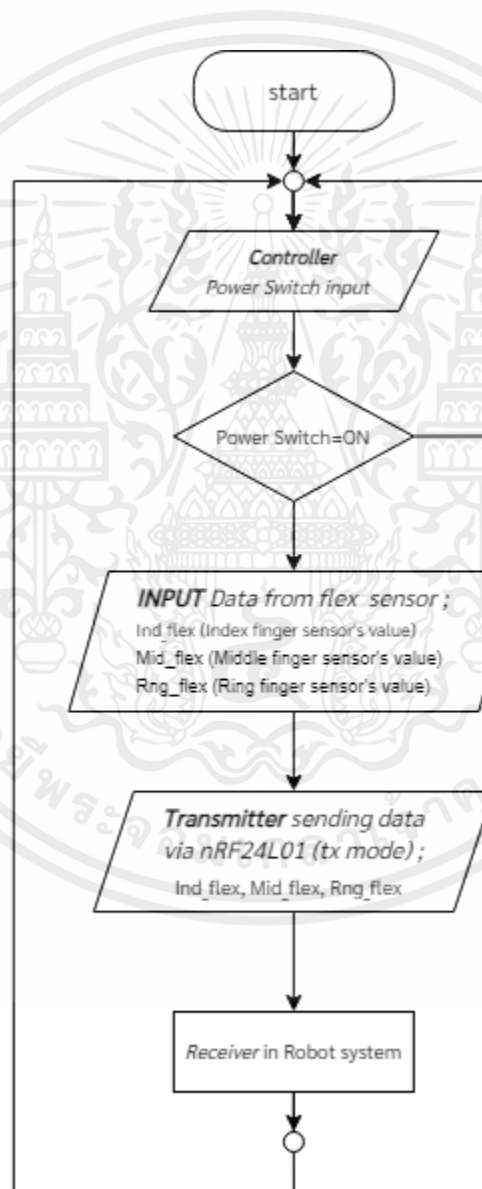 start
Controller
Power Switch input
Power Switch=ON
INPUT Data from flex sensor ;
Ind_flex (Index finger sensor's value)
Mid_flex (Middle finger sensor's value)
Rng_flex (Ring finger sensor's value)
Transmitter sending data
via nRF24L01 (tx mode) ;
Ind_flex, Mid_flex, Rng_flex
Receiver in Robot system